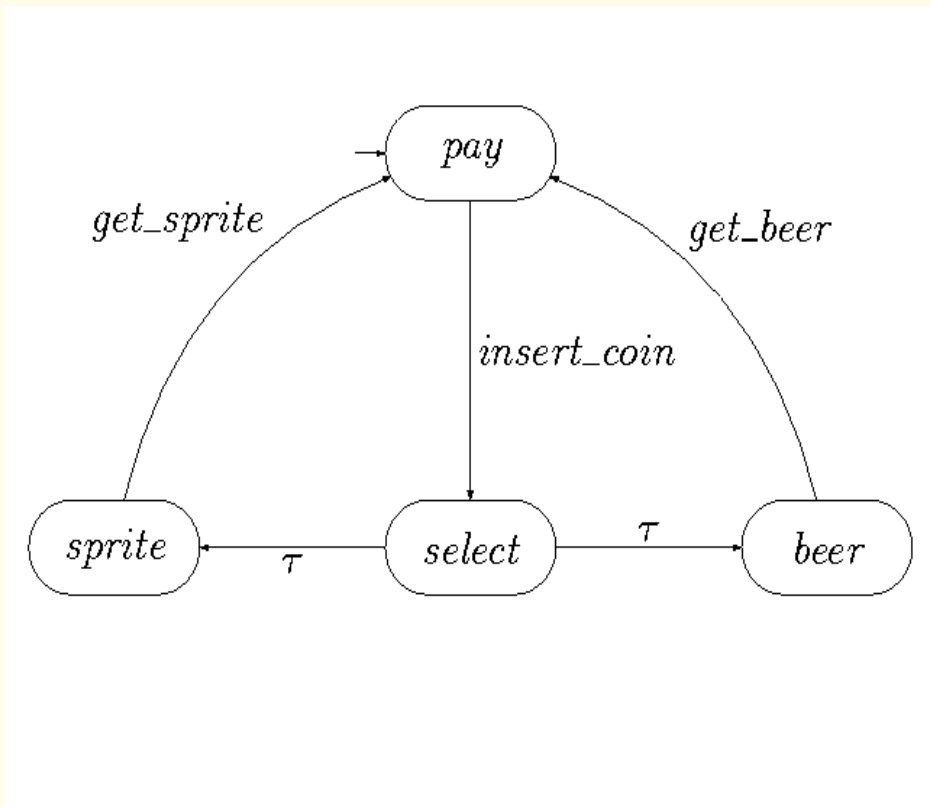 pay
get_sprite
get_beer
insert_coin
τ
sprite
select
beer
τ